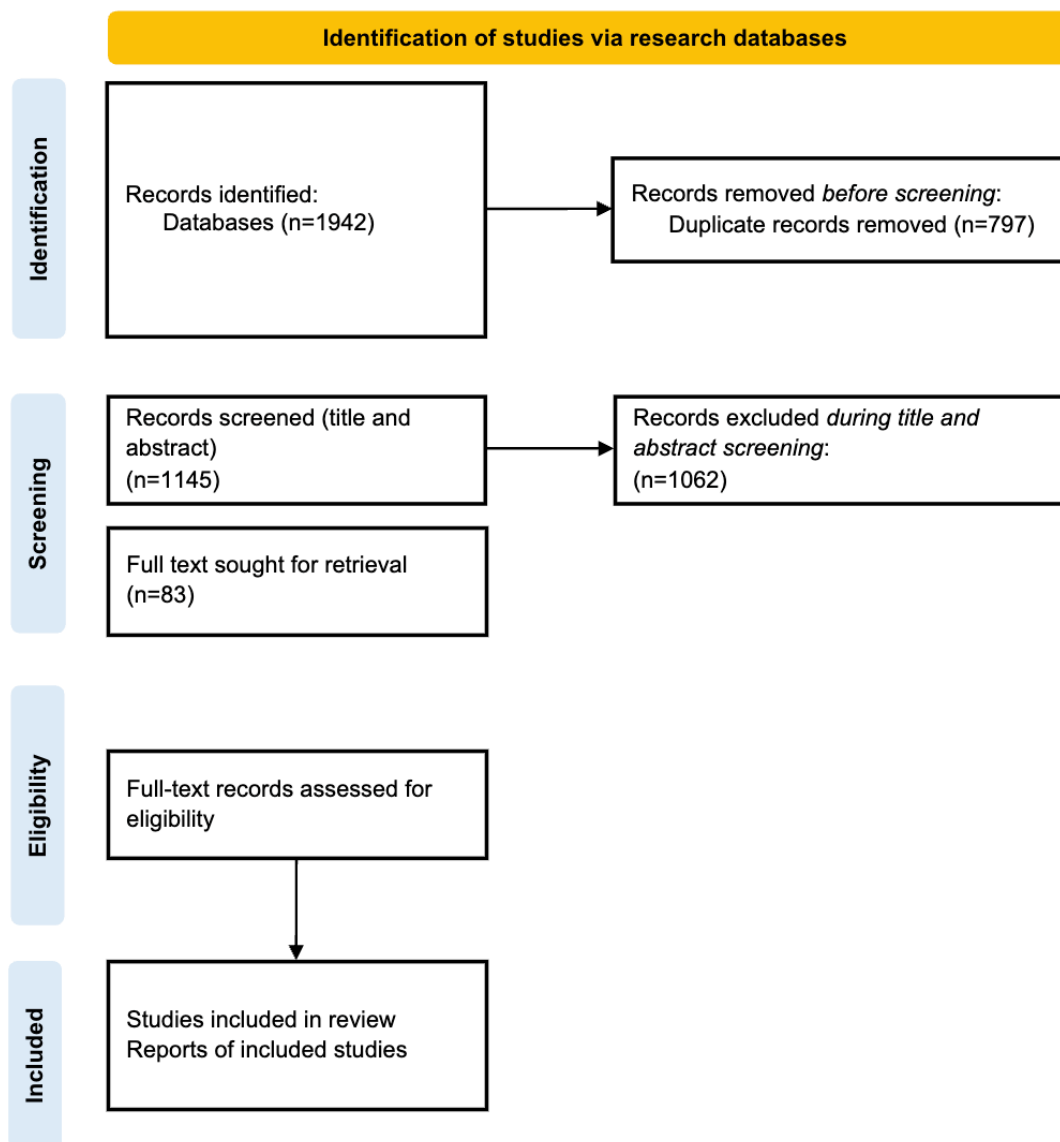 Identification of studies via research databases
Identification
Records identified:
Databases (n=1942)
Records removed before screening:
Duplicate records removed (n=797)
Screening
Records screened (title and
abstract)
(n=1145)
Records excluded during title and
abstract screening:
(n=1062)
Full text sought for retrieval
(n=83)
Eligibility
Full-text records assessed for
eligibility
Included
Studies included in review
Reports of included studies